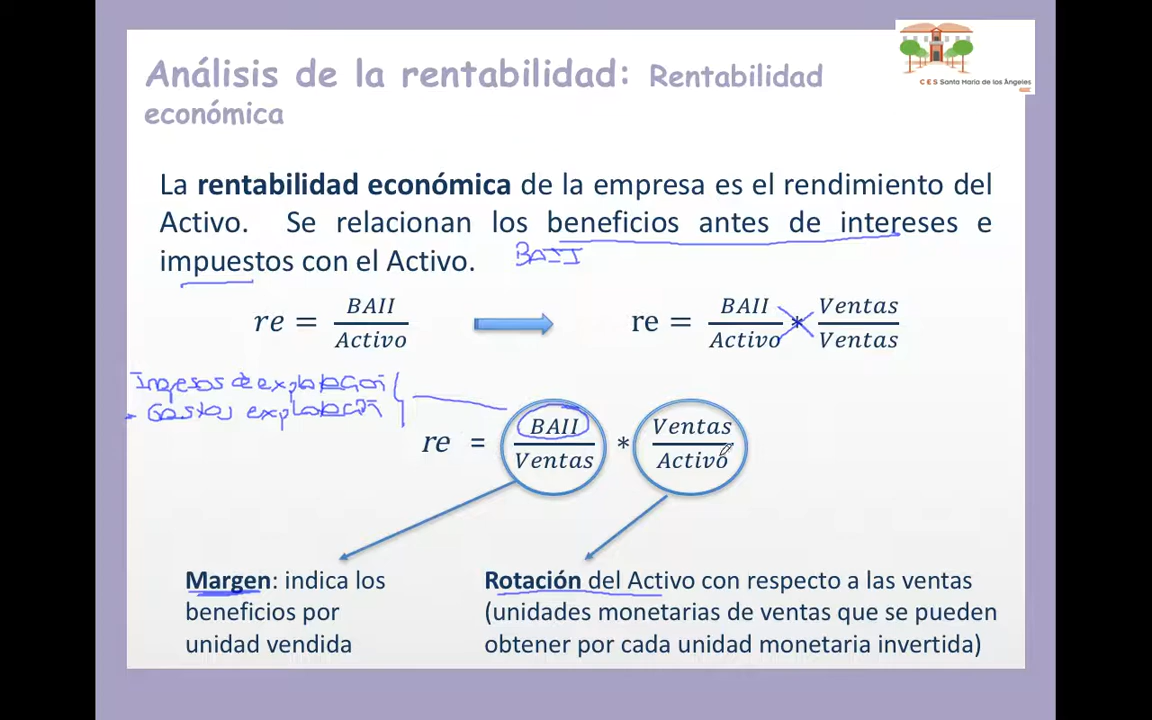 Análisis de la rentabilidad: Rentabilidad
económica
C E S Santa María de los Ángeles
La rentabilidad económica de la empresa es el rendimiento del
Activo. Se relacionan los beneficios antes de intereses e
impuestos con el Activo.
BAII
re = BAII / Activo
re = BAII / Activo * Ventas / Ventas
Ingresos de explotación
- Gastos explotación
re = BAII / Ventas * Ventas / Activo
Margen: indica los
beneficios por
unidad vendida
Rotación del Activo con respecto a las ventas
(unidades monetarias de ventas que se pueden
obtener por cada unidad monetaria invertida)